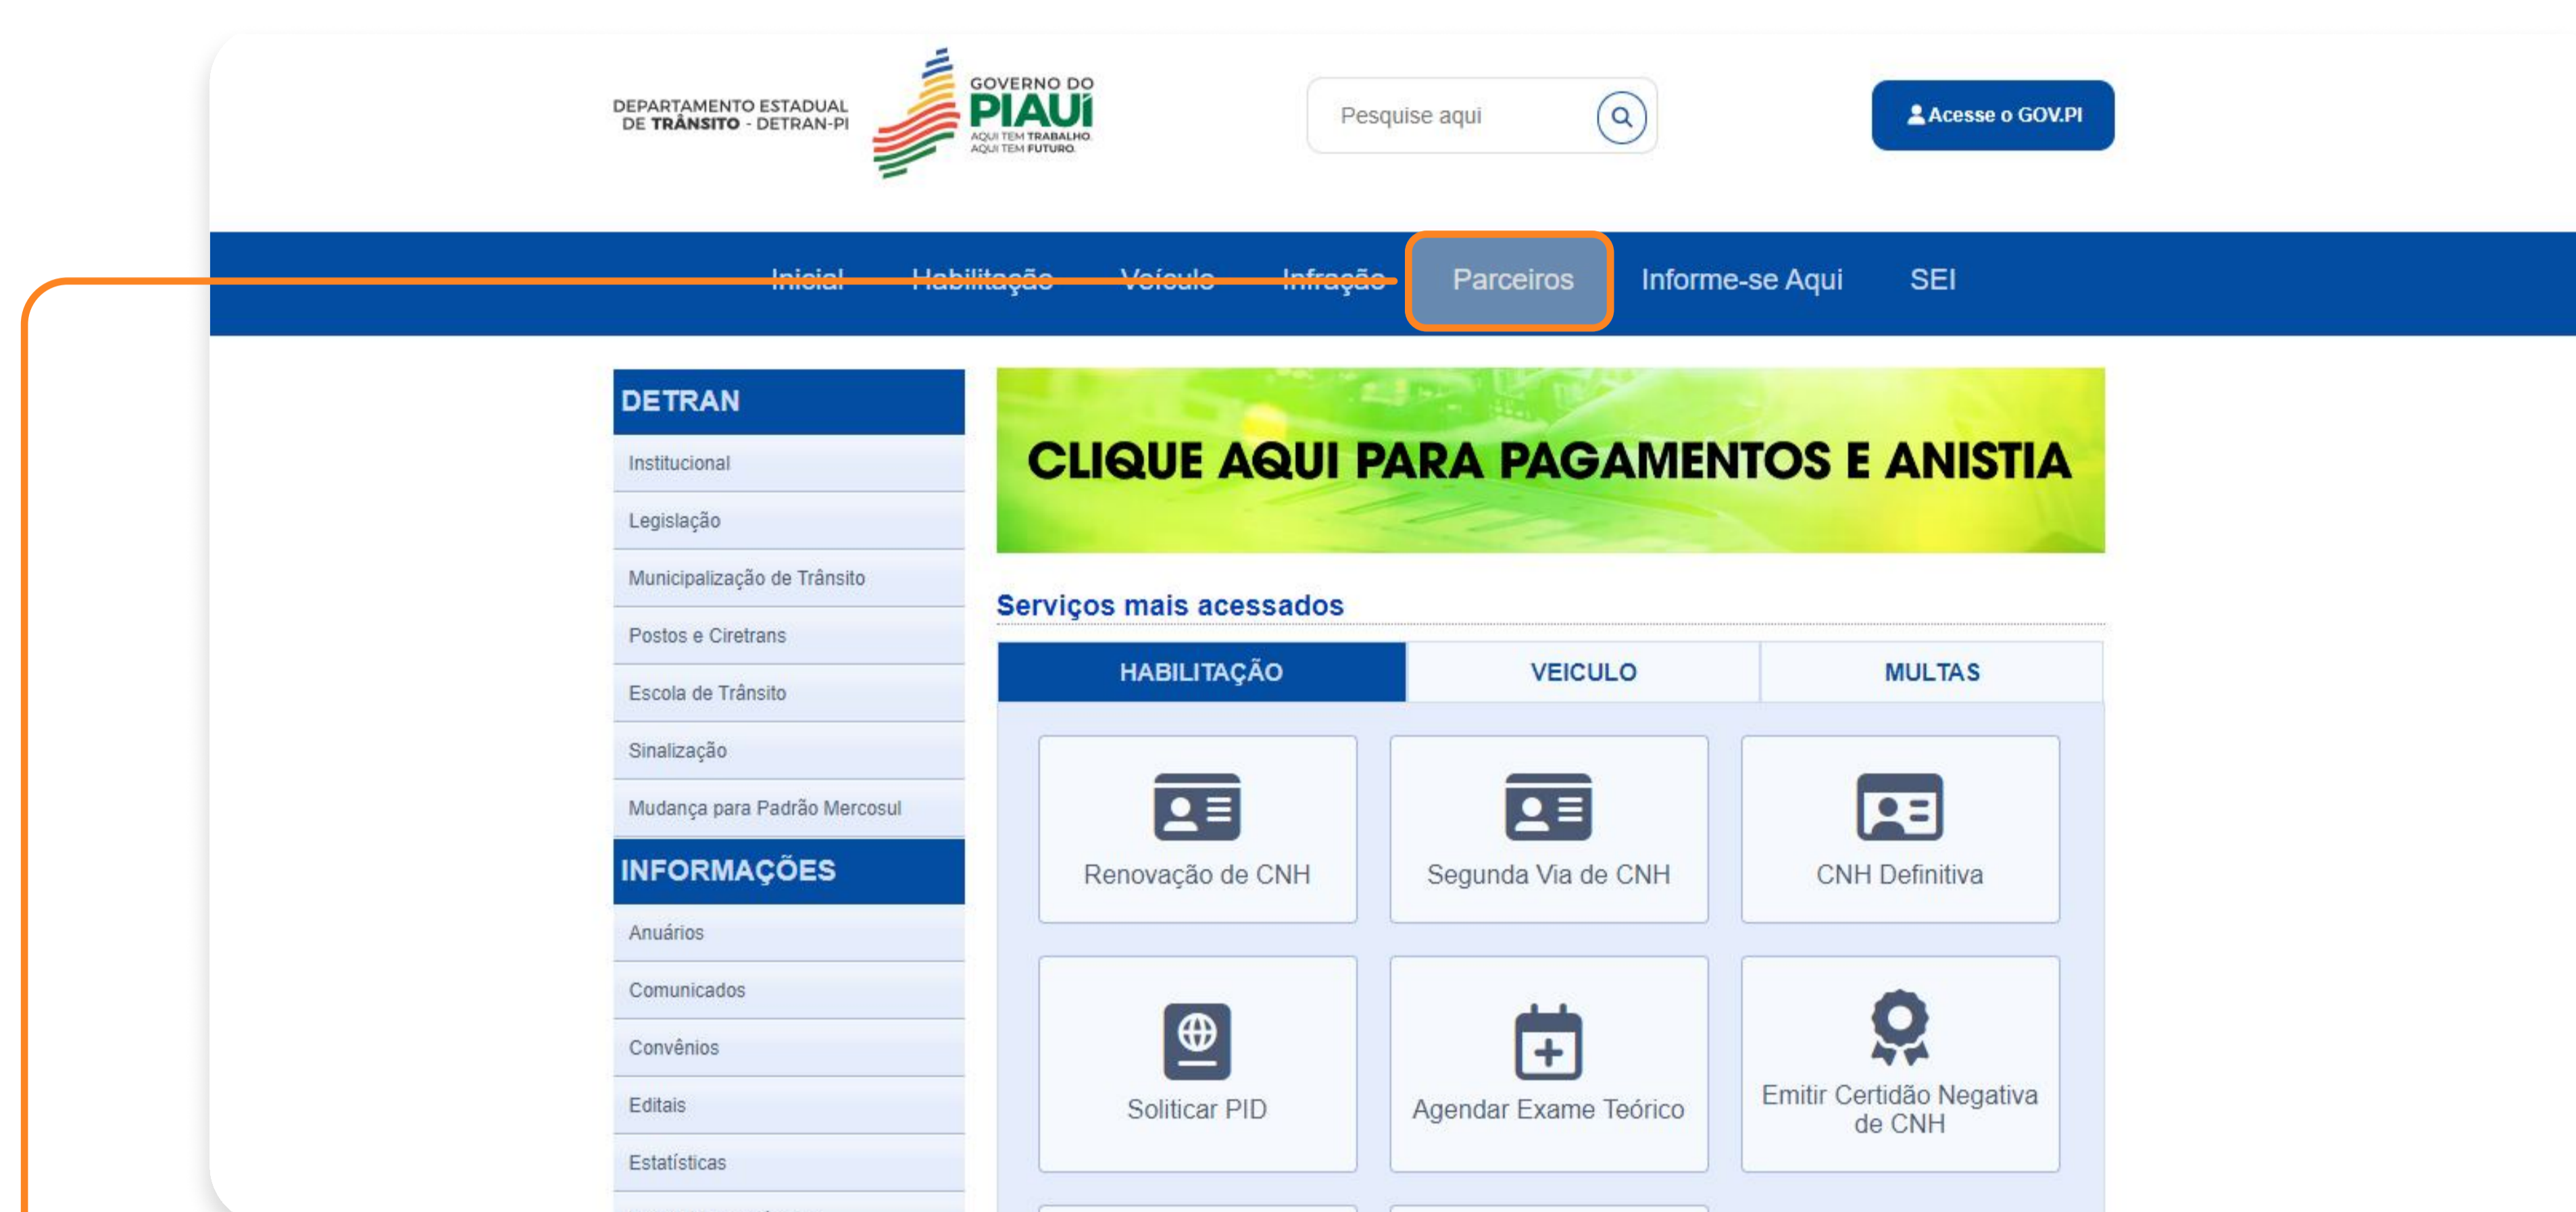 DEPARTAMENTO ESTADUAL
DE TRÂNSITO - DETRAN-PI
GOVERNO DO
PIAUÍ
AQUI TEM TRABALHO.
AQUI TEM FUTURO.
Pesquise aqui
Acesse o GOV.PI
Inicial Habilitação Veículo Infração Parceiros Informe-se Aqui SEI
DETRAN
Institucional
Legislação
Municipalização de Trânsito
Postos e Ciretrans
Escola de Trânsito
Sinalização
Mudança para Padrão Mercosul
INFORMAÇÕES
Anuários
Comunicados
Convênios
Editais
Estatísticas
CLIQUE AQUI PARA PAGAMENTOS E ANISTIA
Serviços mais acessados
HABILITAÇÃO VEICULO MULTAS
Renovação de CNH
Segunda Via de CNH
CNH Definitiva
Soliticar PID
Agendar Exame Teórico
Emitir Certidão Negativa
de CNH